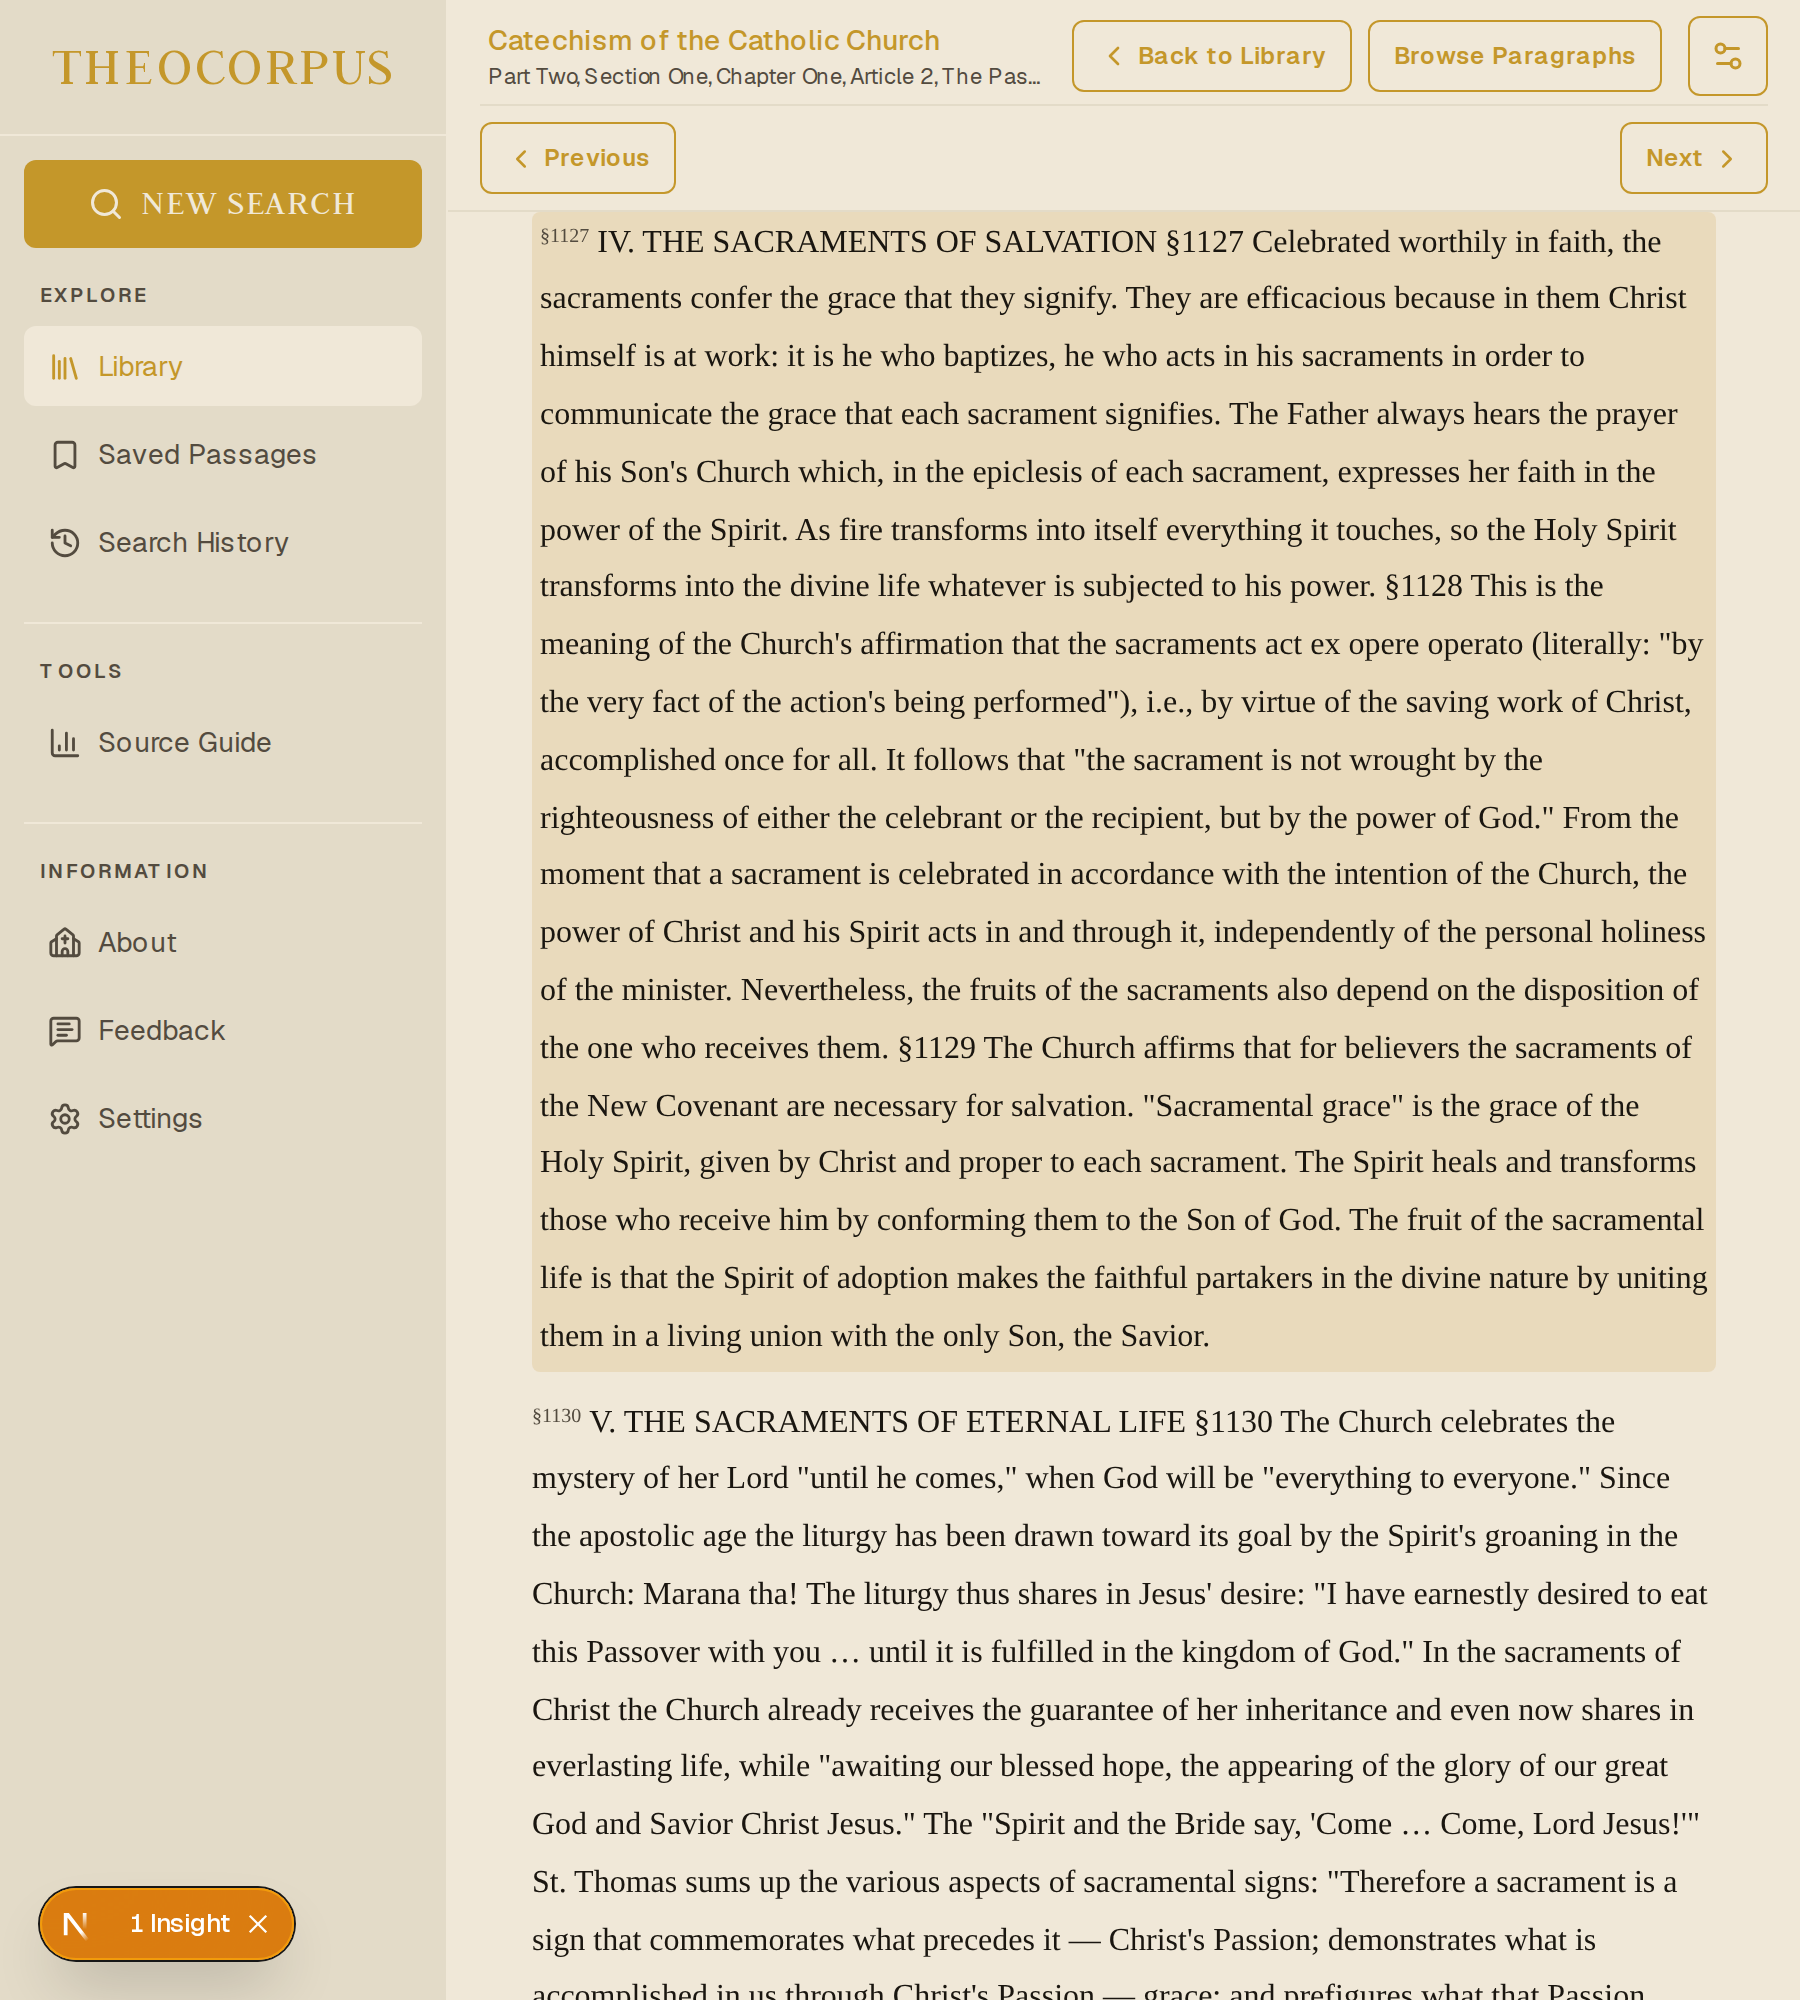 THEOCORPUS
NEW SEARCH
EXPLORE
Library
Saved Passages
Search History
TOOLS
Source Guide
INFORMATION
About
Feedback
Settings
1 Insight
Catechism of the Catholic Church
Part Two, Section One, Chapter One, Article 2, The Pas...
Back to Library
Browse Paragraphs
Previous
Next
§1127 IV. THE SACRAMENTS OF SALVATION §1127 Celebrated worthily in faith, the
sacraments confer the grace that they signify. They are efficacious because in them Christ
himself is at work: it is he who baptizes, he who acts in his sacraments in order to
communicate the grace that each sacrament signifies. The Father always hears the prayer
of his Son's Church which, in the epiclesis of each sacrament, expresses her faith in the
power of the Spirit. As fire transforms into itself everything it touches, so the Holy Spirit
transforms into the divine life whatever is subjected to his power. §1128 This is the
meaning of the Church's affirmation that the sacraments act ex opere operato (literally: "by
the very fact of the action's being performed"), i.e., by virtue of the saving work of Christ,
accomplished once for all. It follows that "the sacrament is not wrought by the
righteousness of either the celebrant or the recipient, but by the power of God." From the
moment that a sacrament is celebrated in accordance with the intention of the Church, the
power of Christ and his Spirit acts in and through it, independently of the personal holiness
of the minister. Nevertheless, the fruits of the sacraments also depend on the disposition of
the one who receives them. §1129 The Church affirms that for believers the sacraments of
the New Covenant are necessary for salvation. "Sacramental grace" is the grace of the
Holy Spirit, given by Christ and proper to each sacrament. The Spirit heals and transforms
those who receive him by conforming them to the Son of God. The fruit of the sacramental
life is that the Spirit of adoption makes the faithful partakers in the divine nature by uniting
them in a living union with the only Son, the Savior.
§1130 V. THE SACRAMENTS OF ETERNAL LIFE §1130 The Church celebrates the
mystery of her Lord "until he comes," when God will be "everything to everyone." Since
the apostolic age the liturgy has been drawn toward its goal by the Spirit's groaning in the
Church: Marana tha! The liturgy thus shares in Jesus' desire: "I have earnestly desired to eat
this Passover with you … until it is fulfilled in the kingdom of God." In the sacraments of
Christ the Church already receives the guarantee of her inheritance and even now shares in
everlasting life, while "awaiting our blessed hope, the appearing of the glory of our great
God and Savior Christ Jesus." The "Spirit and the Bride say, 'Come … Come, Lord Jesus!'"
St. Thomas sums up the various aspects of sacramental signs: "Therefore a sacrament is a
sign that commemorates what precedes it — Christ's Passion; demonstrates what is
accomplished in us through Christ's Passion — grace; and prefigures what that Passion